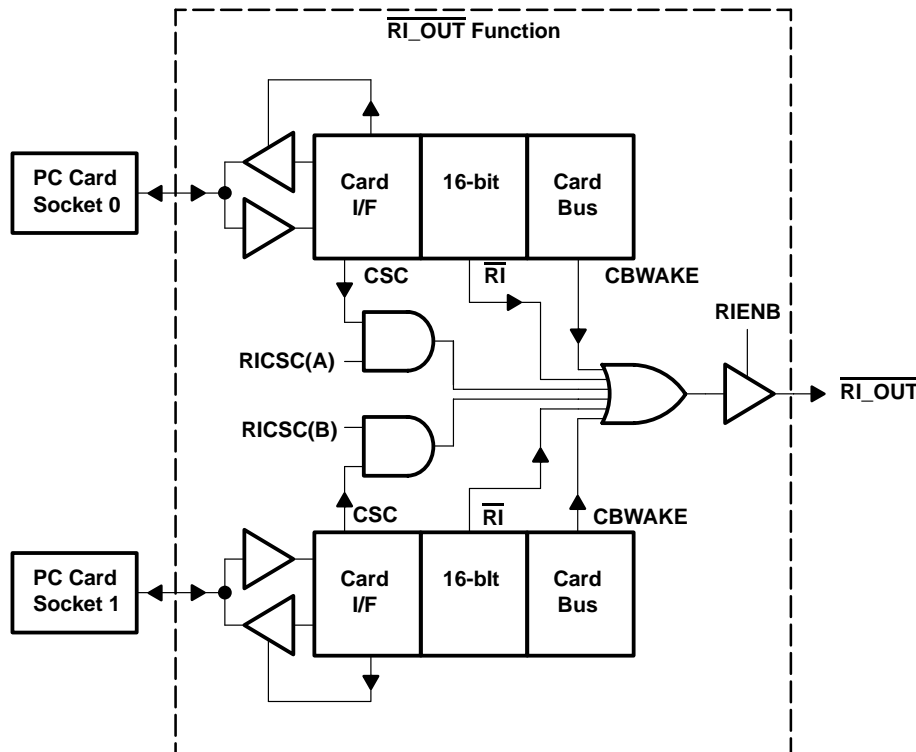 RI_OUT Function
PC Card
Socket 0
Card
I/F
16-bit
Card
Bus
CSC
RI
CBWAKE
RIENB
RICSC(A)
RI_OUT
RICSC(B)
CSC
RI
CBWAKE
PC Card
Socket 1
Card
I/F
16-blt
Card
Bus